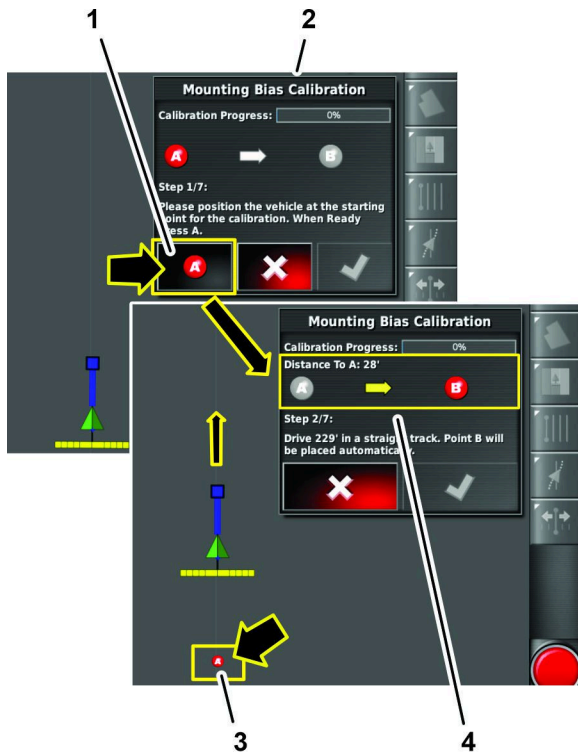 1
2
Mounting Bias Calibration
Calibration Progress: 0%
A
B
Step 1/7:
Please position the vehicle at the starting
point for the calibration. When Ready
press A.
A
Mounting Bias Calibration
Calibration Progress: 0%
Distance To A: 28'
A
B
Step 2/7:
Drive 229' in a straight track. Point B will
be placed automatically.
A
3
4